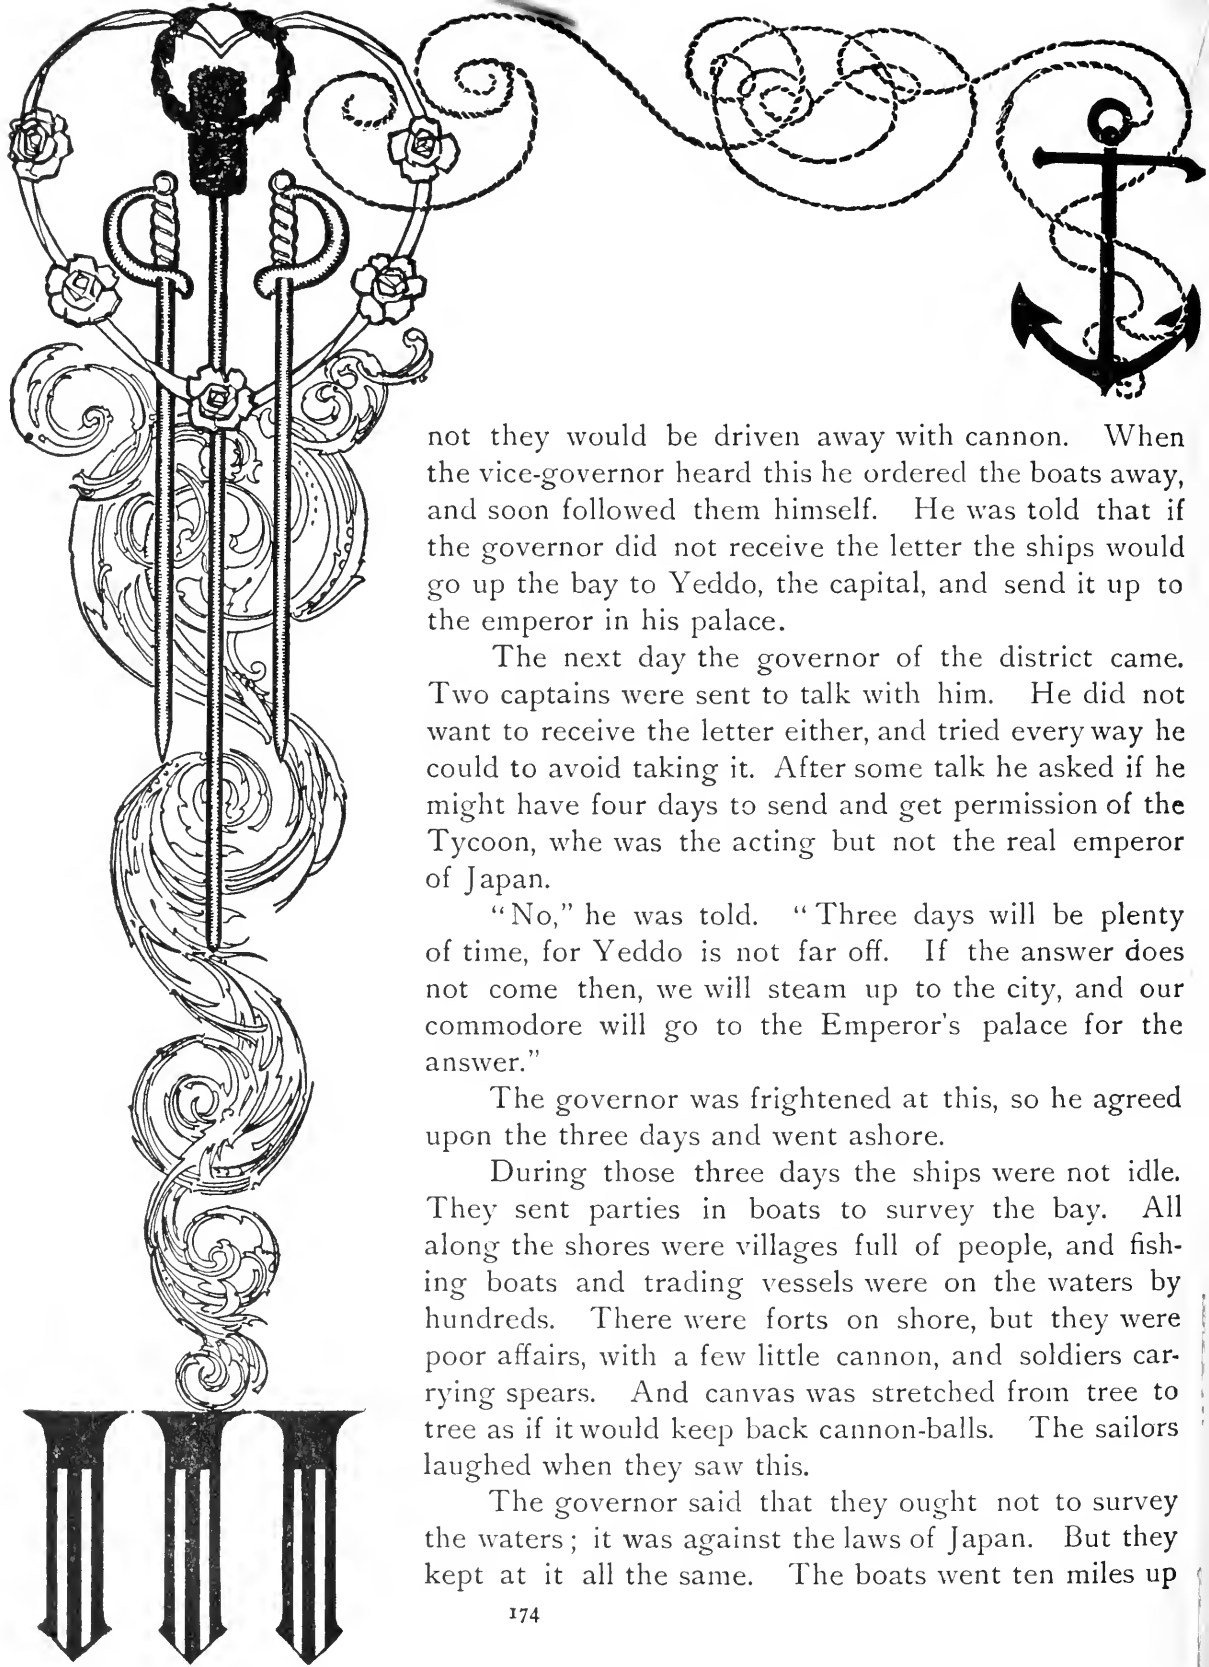 not they would be driven away with cannon. When
the vice-governor heard this he ordered the boats away,
and soon followed them himself. He was told that if
the governor did not receive the letter the ships would
go up the bay to Yeddo, the capital, and send it up to
the emperor in his palace.
The next day the governor of the district came.
Two captains were sent to talk with him. He did not
want to receive the letter either, and tried every way he
could to avoid taking it. After some talk he asked if he
might have four days to send and get permission of the
Tycoon, whe was the acting but not the real emperor
of Japan.
"No," he was told. "Three days will be plenty
of time, for Yeddo is not far off. If the answer does
not come then, we will steam up to the city, and our
commodore will go to the Emperor's palace for the
answer."
The governor was frightened at this, so he agreed
upon the three days and went ashore.
During those three days the ships were not idle.
They sent parties in boats to survey the bay. All
along the shores were villages full of people, and fish-
ing boats and trading vessels were on the waters by
hundreds. There were forts on shore, but they were
poor affairs, with a few little cannon, and soldiers car-
rying spears. And canvas was stretched from tree to
tree as if it would keep back cannon-balls. The sailors
laughed when they saw this.
The governor said that they ought not to survey
the waters; it was against the laws of Japan. But they
kept at it all the same. The boats went ten miles up
174